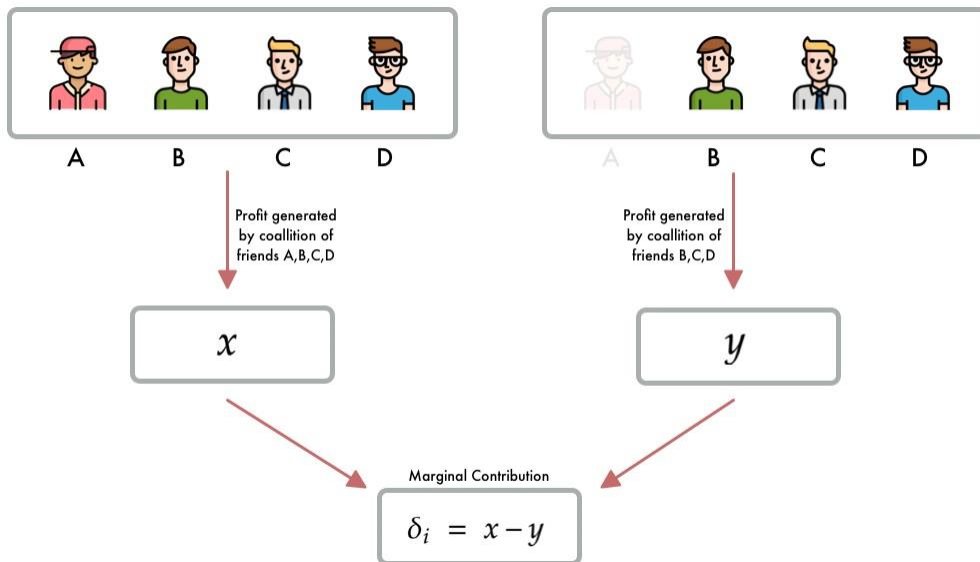 A B C D
A B C D
Profit generated
by coallition of
friends A,B,C,D
Profit generated
by coallition of
friends B,C,D
x
y
Marginal Contribution
δᵢ = x − y